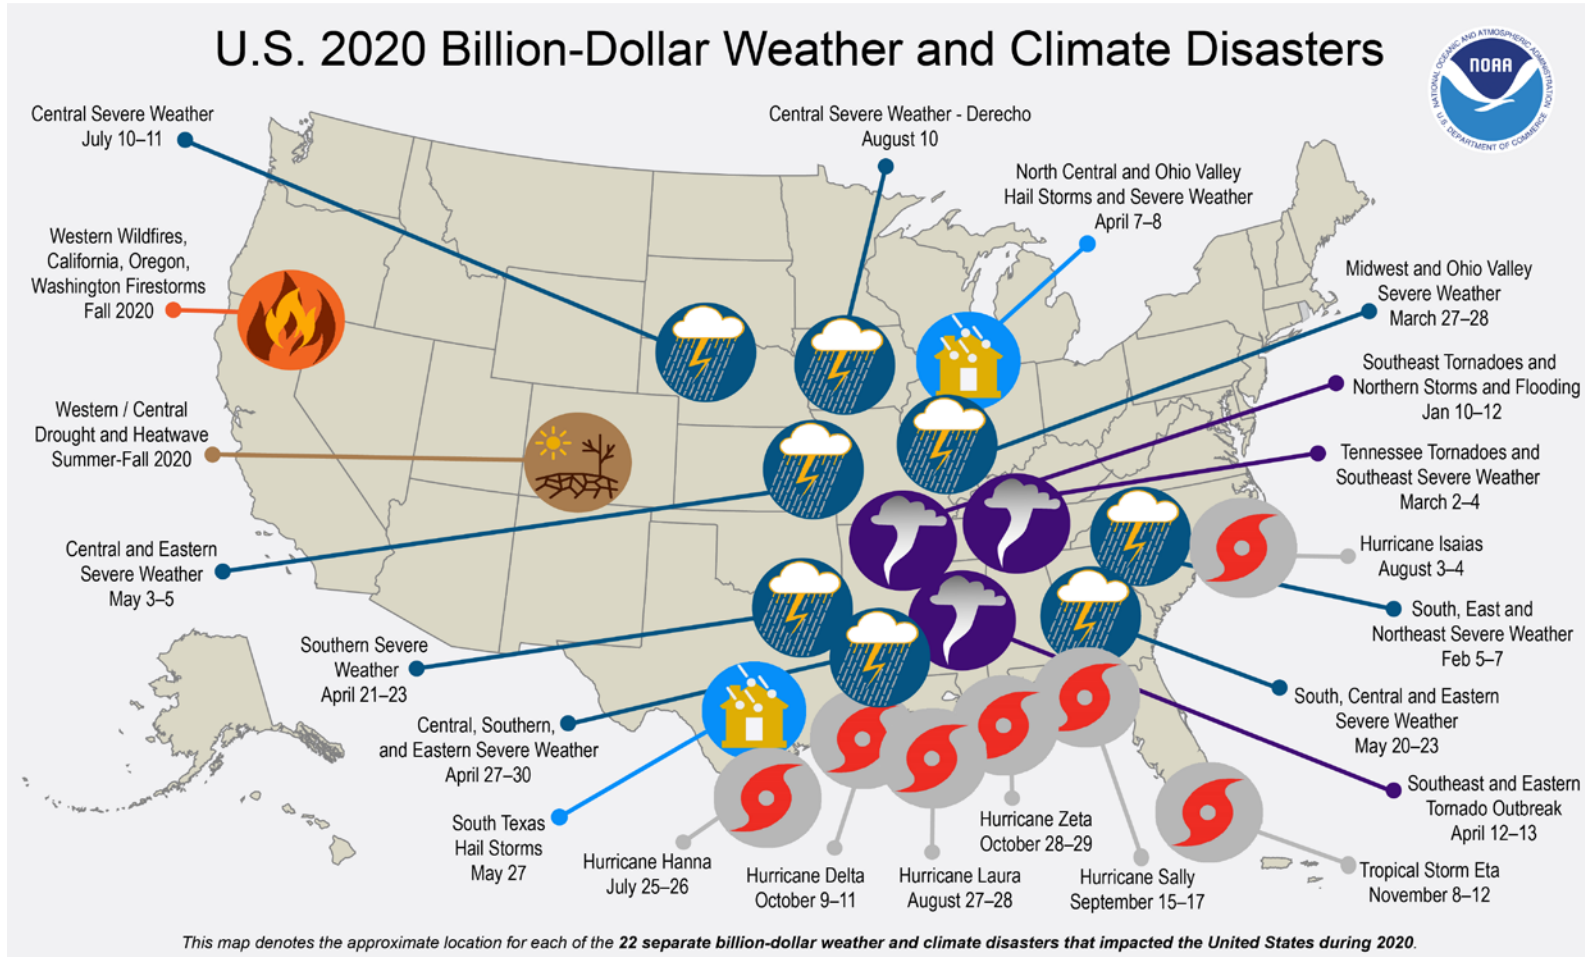 U.S. 2020 Billion-Dollar Weather and Climate Disasters
NATIONAL OCEANIC AND ATMOSPHERIC ADMINISTRATION
NOAA
U.S. DEPARTMENT OF COMMERCE
Central Severe Weather
July 10–11
Central Severe Weather - Derecho
August 10
North Central and Ohio Valley
Hail Storms and Severe Weather
April 7–8
Western Wildfires,
California, Oregon,
Washington Firestorms
Fall 2020
Midwest and Ohio Valley
Severe Weather
March 27–28
Southeast Tornadoes and
Northern Storms and Flooding
Jan 10–12
Western / Central
Drought and Heatwave
Summer-Fall 2020
Tennessee Tornadoes and
Southeast Severe Weather
March 2–4
Central and Eastern
Severe Weather
May 3–5
Hurricane Isaias
August 3–4
South, East and
Northeast Severe Weather
Feb 5–7
Southern Severe
Weather
April 21–23
South, Central and Eastern
Severe Weather
May 20–23
Central, Southern,
and Eastern Severe Weather
April 27–30
Southeast and Eastern
Tornado Outbreak
April 12–13
South Texas
Hail Storms
May 27
Hurricane Hanna
July 25–26
Hurricane Delta
October 9–11
Hurricane Laura
August 27–28
Hurricane Zeta
October 28–29
Hurricane Sally
September 15–17
Tropical Storm Eta
November 8–12
This map denotes the approximate location for each of the 22 separate billion-dollar weather and climate disasters that impacted the United States during 2020.